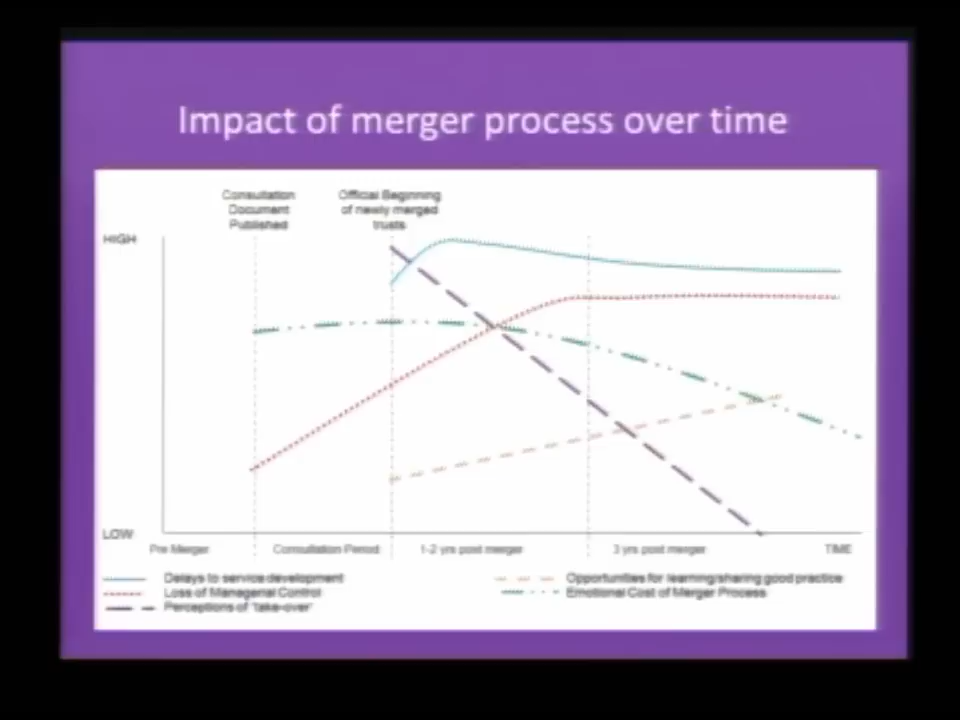 Impact of merger process over time
Consultation
Document
Published
Official Beginning
of newly merged
trusts
HIGH
LOW
Pre Merger
Consultation Period
1-2 yrs post merger
3 yrs post merger
TIME
Delays to service development
Loss of Managerial Control
Perceptions of 'take-over'
Opportunities for learning/sharing good practice
Emotional Cost of Merger Process